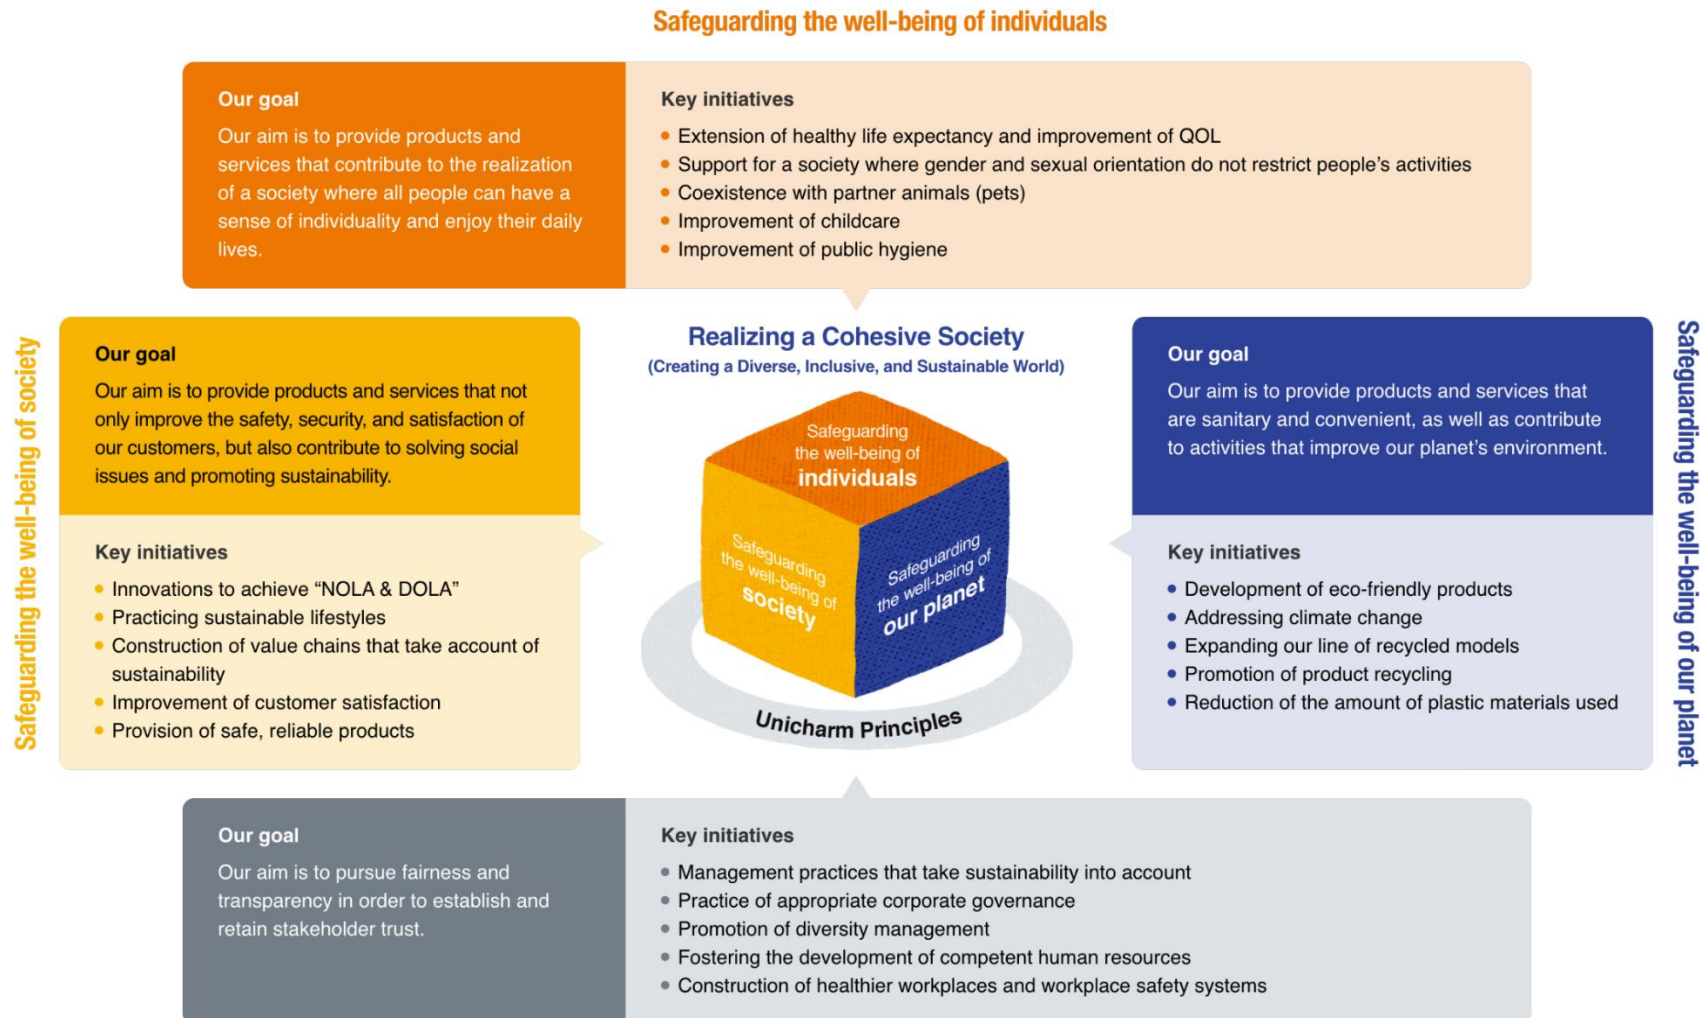 Safeguarding the well-being of individuals
Our goal
Our aim is to provide products and
services that contribute to the realization
of a society where all people can have a
sense of individuality and enjoy their daily
lives.
Key initiatives
• Extension of healthy life expectancy and improvement of QOL
• Support for a society where gender and sexual orientation do not restrict people's activities
• Coexistence with partner animals (pets)
• Improvement of childcare
• Improvement of public hygiene
Safeguarding the well-being of society
Our goal
Our aim is to provide products and services that not
only improve the safety, security, and satisfaction of
our customers, but also contribute to solving social
issues and promoting sustainability.
Key initiatives
• Innovations to achieve “NOLA & DOLA”
• Practicing sustainable lifestyles
• Construction of value chains that take account of
sustainability
• Improvement of customer satisfaction
• Provision of safe, reliable products
Realizing a Cohesive Society
(Creating a Diverse, Inclusive, and Sustainable World)
Safeguarding
the well-being of
individuals
Safeguarding
the well-being of
society
Safeguarding
the well-being of
our planet
Unicharm Principles
Our goal
Our aim is to provide products and services that
are sanitary and convenient, as well as contribute
to activities that improve our planet's environment.
Key initiatives
• Development of eco-friendly products
• Addressing climate change
• Expanding our line of recycled models
• Promotion of product recycling
• Reduction of the amount of plastic materials used
Safeguarding the well-being of our planet
Our goal
Our aim is to pursue fairness and
transparency in order to establish and
retain stakeholder trust.
Key initiatives
• Management practices that take sustainability into account
• Practice of appropriate corporate governance
• Promotion of diversity management
• Fostering the development of competent human resources
• Construction of healthier workplaces and workplace safety systems